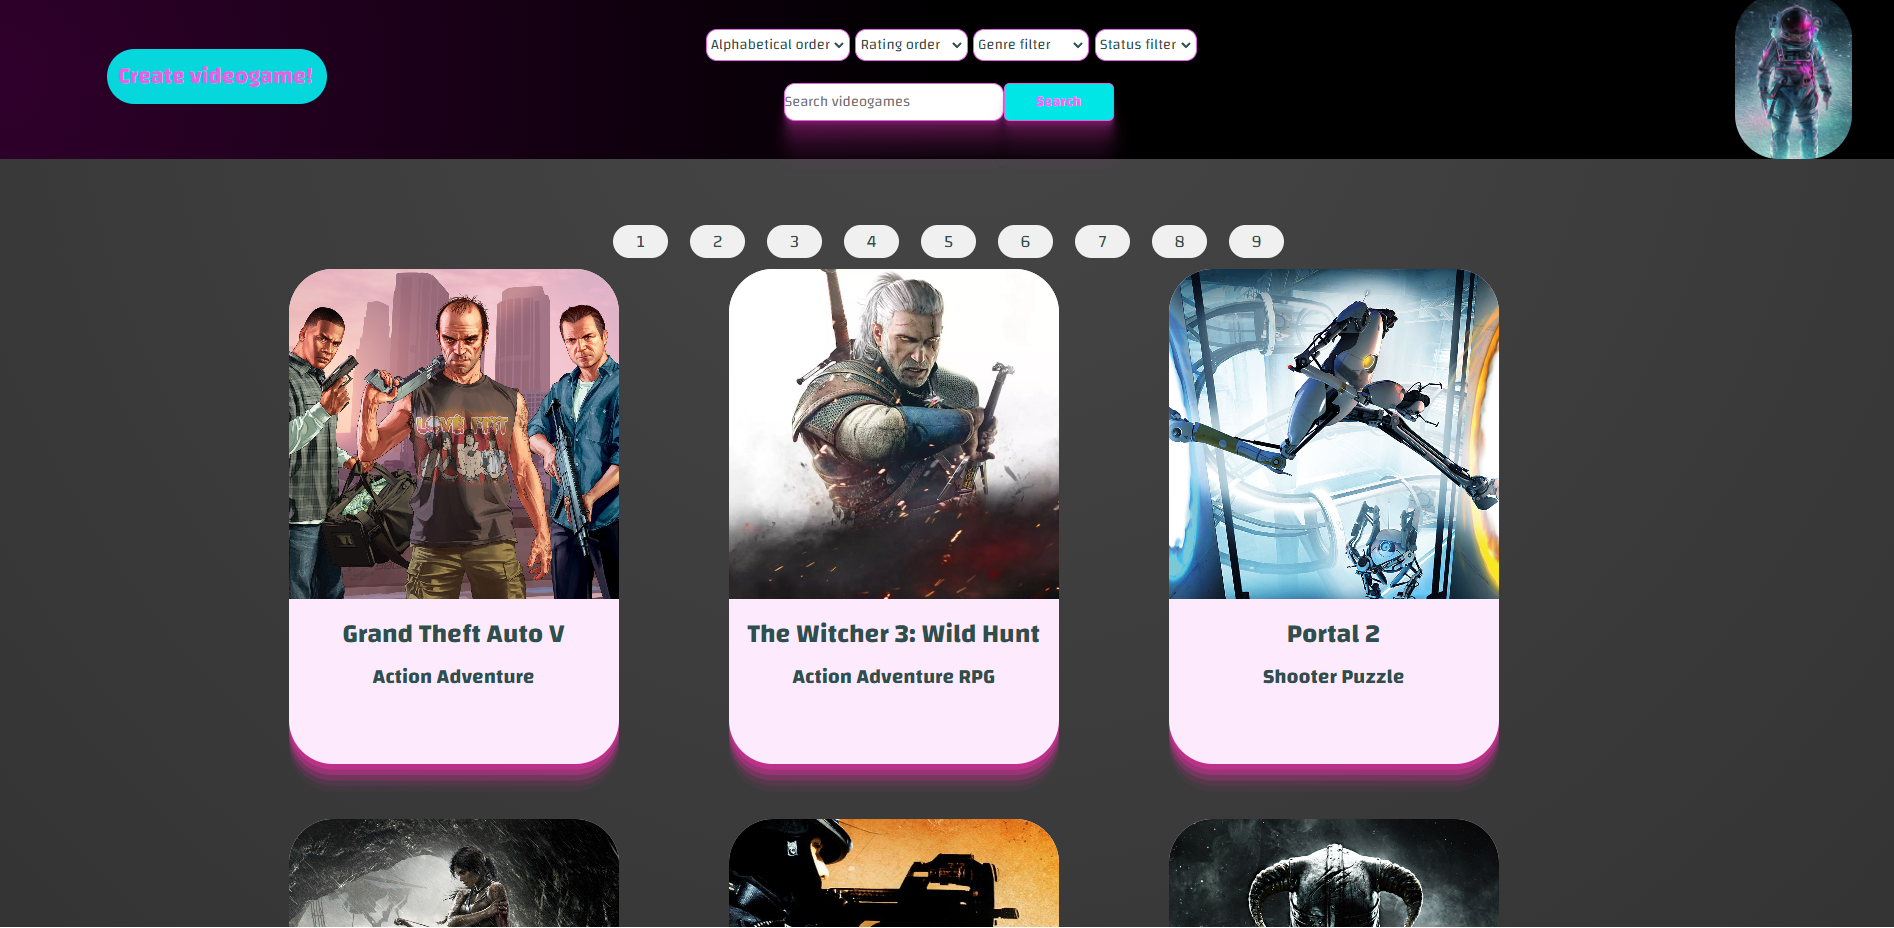 Create videogame!
Alphabetical order Rating order Genre filter Status filter
Search videogames Search
1 2 3 4 5 6 7 8 9
LOVE FIST
Grand Theft Auto V
Action Adventure
The Witcher 3: Wild Hunt
Action Adventure RPG
Portal 2
Shooter Puzzle